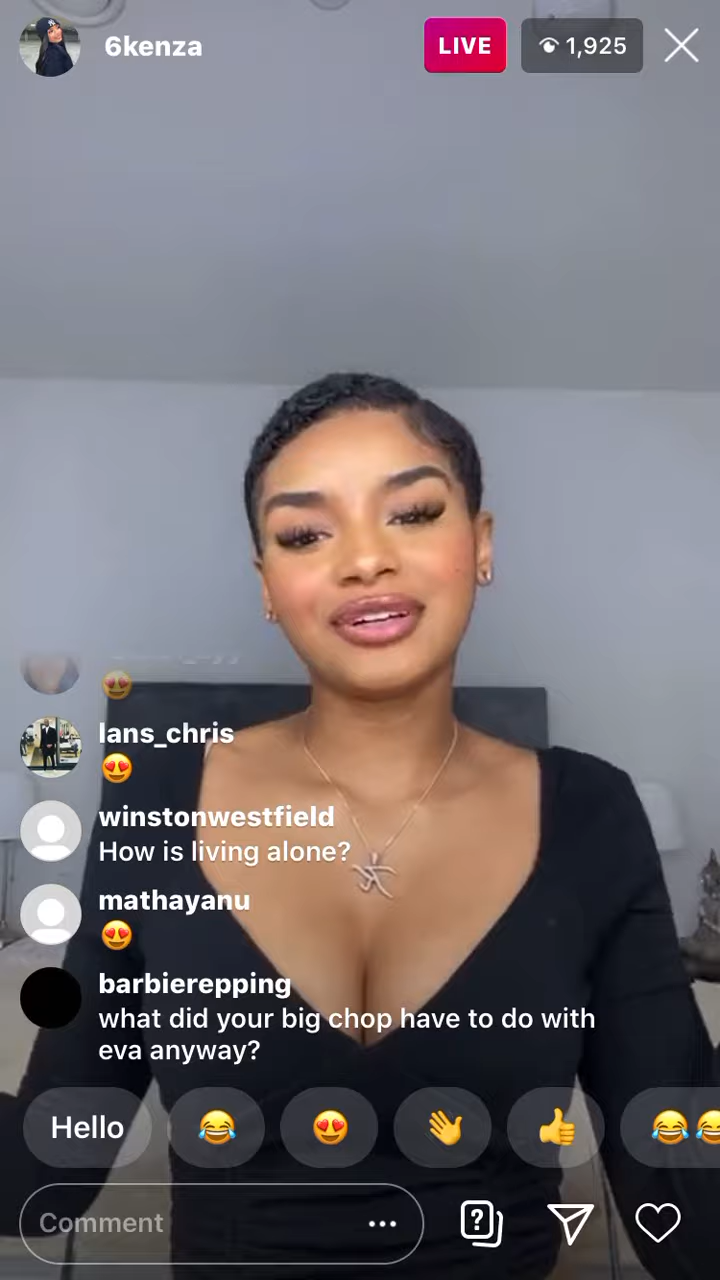 6kenza
LIVE
1,925
😍
lans_chris
😍
winstonwestfield
How is living alone?
mathayanu
😍
barbierepping
what did your big chop have to do with
eva anyway?
Hello
😂
😍
👋
👍
😂😂
Comment